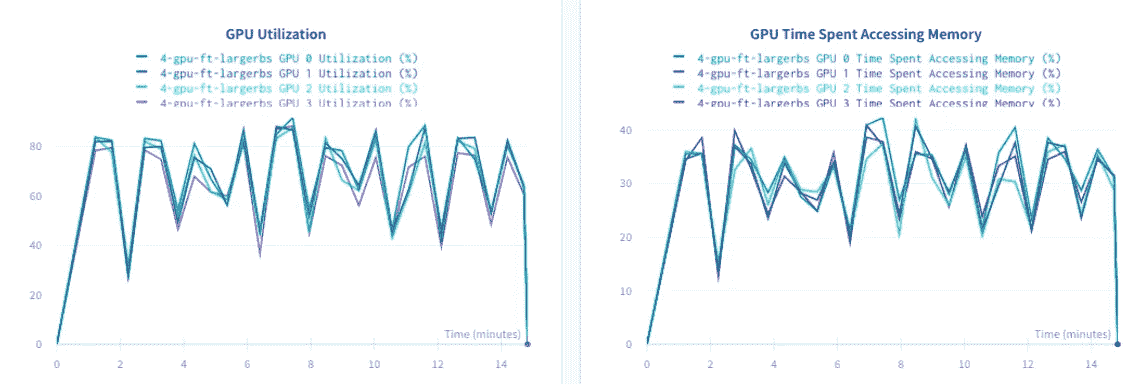 GPU Utilization
4-gpu-ft-largerbs GPU 0 Utilization (%)
4-gpu-ft-largerbs GPU 1 Utilization (%)
4-gpu-ft-largerbs GPU 2 Utilization (%)
4-gpu-ft-largerbs GPU 3 Utilization (%)
80
60
40
20
0
Time (minutes)
0 2 4 6 8 10 12 14
GPU Time Spent Accessing Memory
4-gpu-ft-largerbs GPU 0 Time Spent Accessing Memory (%)
4-gpu-ft-largerbs GPU 1 Time Spent Accessing Memory (%)
4-gpu-ft-largerbs GPU 2 Time Spent Accessing Memory (%)
4-gpu-ft-largerbs GPU 3 Time Spent Accessing Memory (%)
40
30
20
10
0
Time (minutes)
0 2 4 6 8 10 12 14